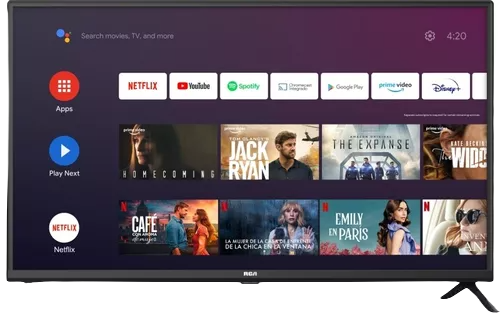 Search movies, TV, and more
4:20
NETFLIX
YouTube
Spotify
Chromecast
Google Play
prime video
Disney+
Apps
prime video
HOMECOMING
prime video
TOM CLANCY'S
JACK
RYAN
AMAZON ORIGINAL
THE EXPANSE
KATE BECKIN
THE
WIDO
Play Next
NETFLIX
Netflix
N
CAFÉ
CON AROMA
de mujer
N
LA MUJER DE LA CASA DE ENFRENTE
DE LA CHICA EN LA VENTANA
N
EMILY
EN PARIS
N
AN
RCA